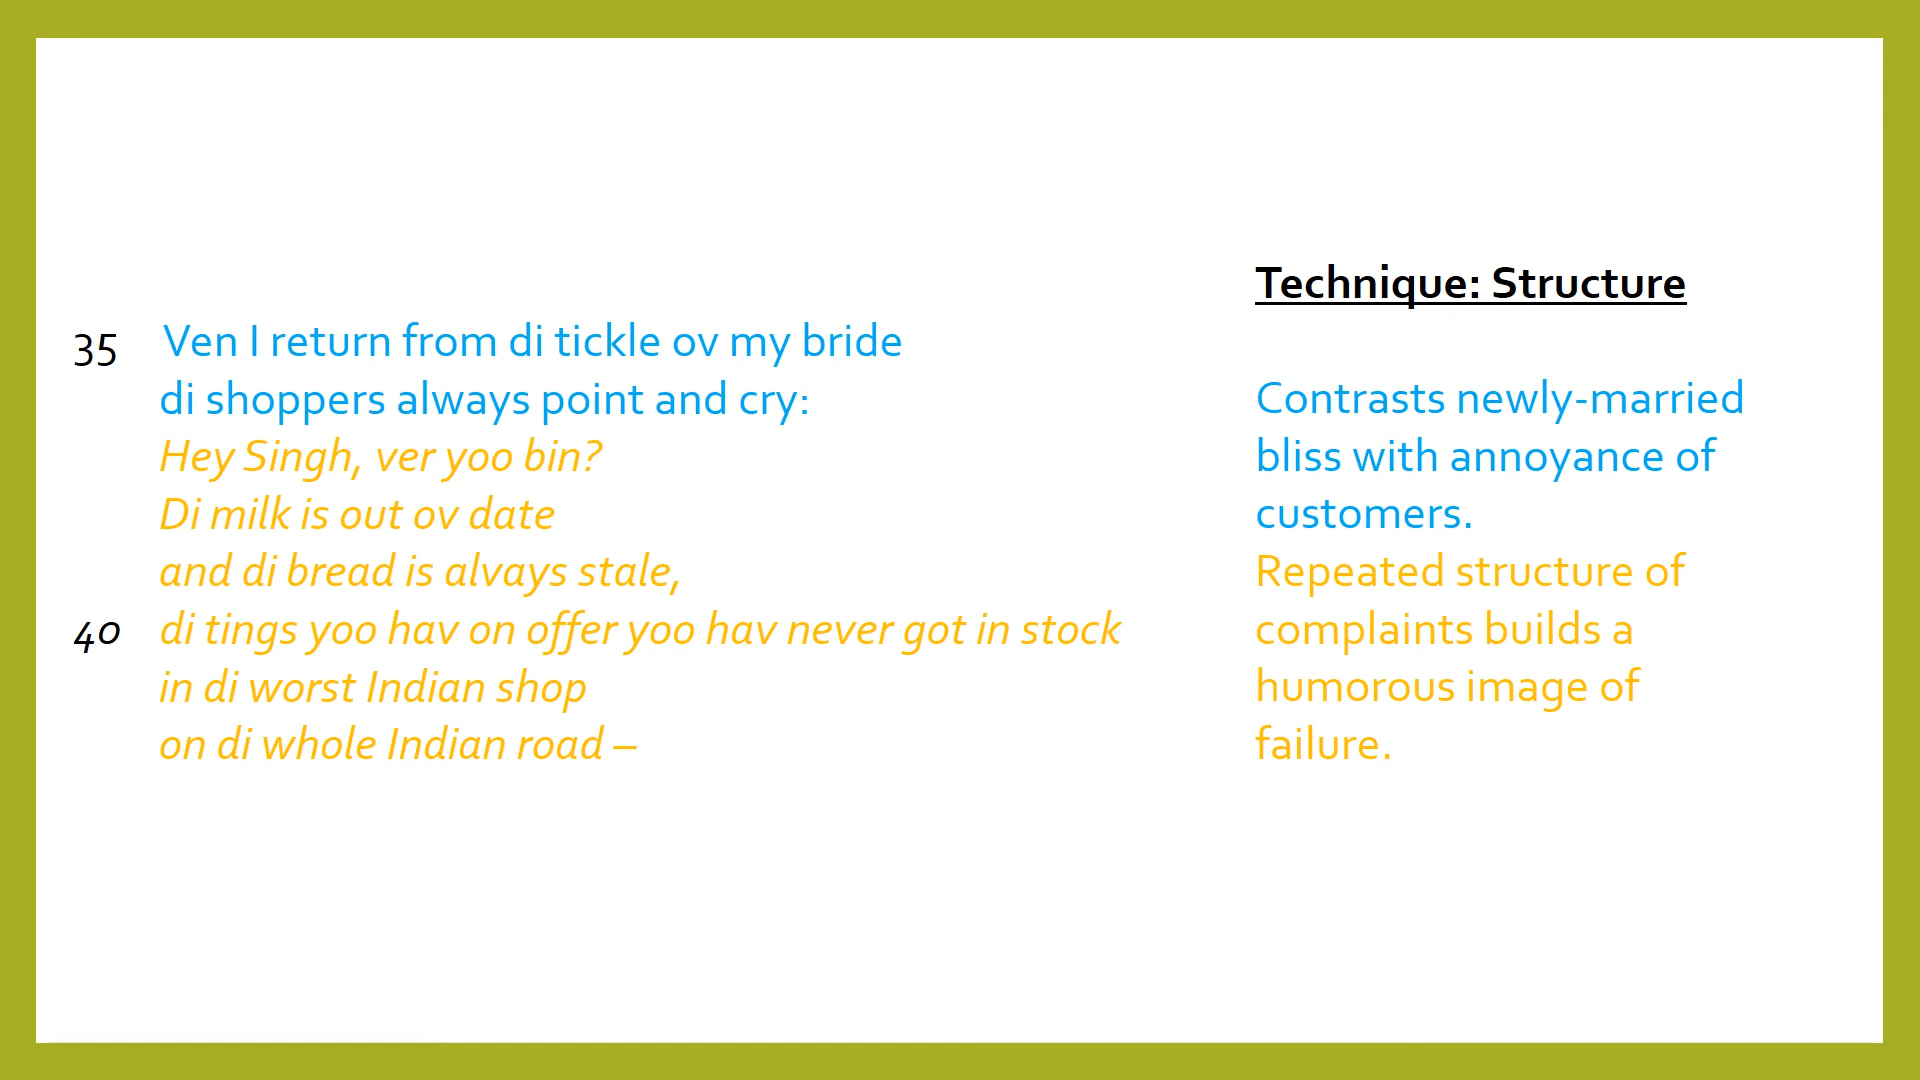 35 Ven I return from di tickle ov my bride
di shoppers always point and cry:
Hey Singh, ver yoo bin?
Di milk is out ov date
and di bread is alvays stale,
40 di tings yoo hav on offer yoo hav never got in stock
in di worst Indian shop
on di whole Indian road –
Technique: Structure
Contrasts newly-married
bliss with annoyance of
customers.
Repeated structure of
complaints builds a
humorous image of
failure.